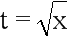 t = √x